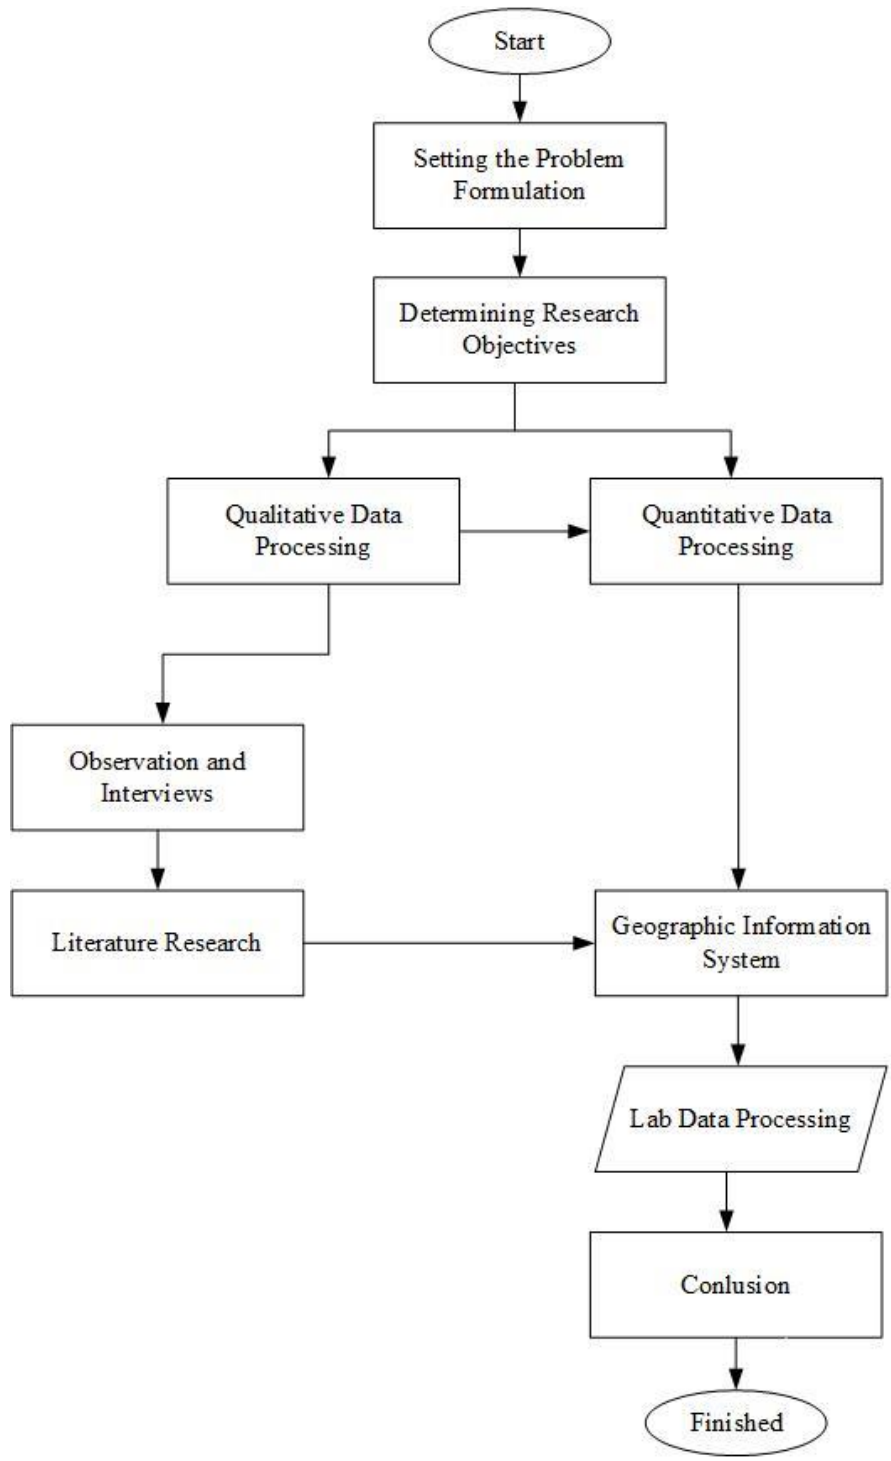 Start
Setting the Problem
Formulation
Determining Research
Objectives
Qualitative Data
Processing
Quantitative Data
Processing
Observation and
Interviews
Literature Research
Geographic Information
System
Lab Data Processing
Conlusion
Finished